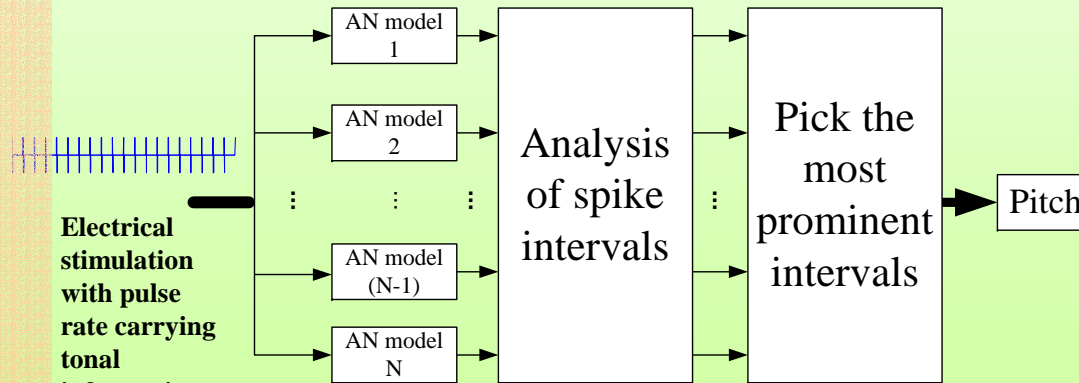 AN model
1
AN model
2
AN model
(N-1)
AN model
N
Analysis
of spike
intervals
Pick the
most
prominent
intervals
Pitch
Electrical
stimulation
with pulse
rate carrying
tonal